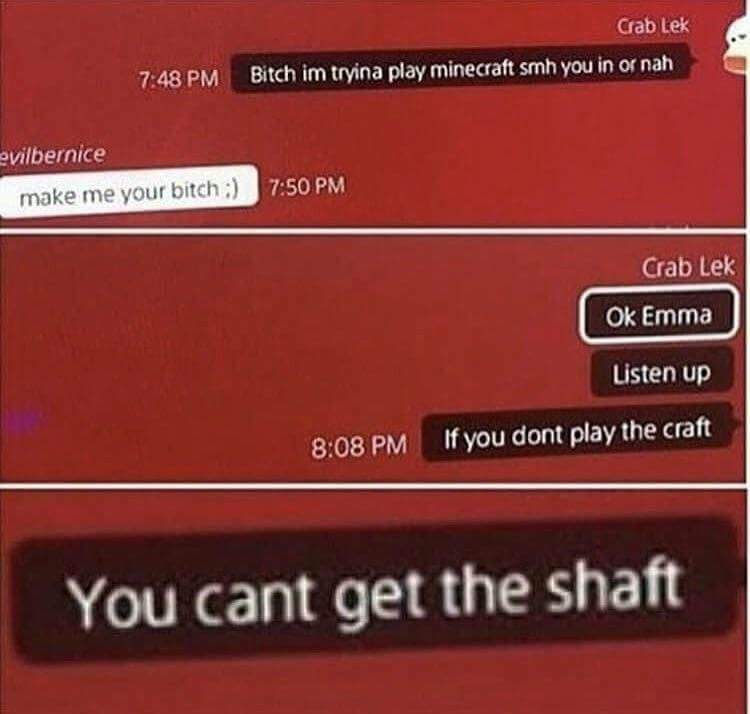 Crab Lek
7:48 PM
Bitch im tryina play minecraft smh you in or nah
evilbernice
make me your bitch ;)
7:50 PM
Crab Lek
Ok Emma
Listen up
8:08 PM
If you dont play the craft
You cant get the shaft